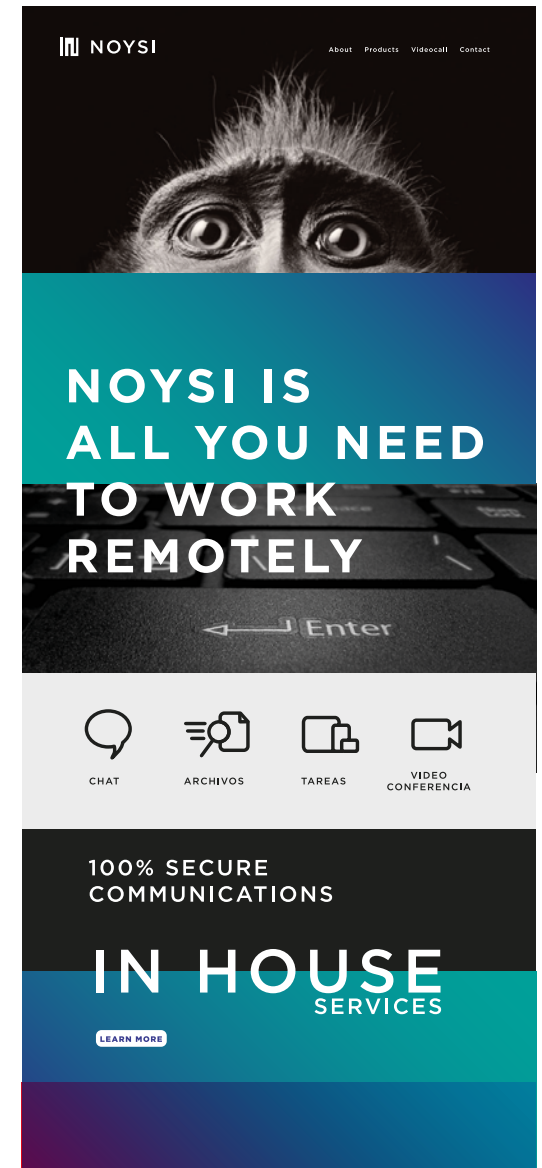 NOYSI
About Products Videocall Contact
NOYSI IS
ALL YOU NEED
TO WORK
REMOTELY
Enter
CHAT
ARCHIVOS
TAREAS
VIDEO
CONFERENCIA
100% SECURE
COMMUNICATIONS
IN HOUSE
SERVICES
LEARN MORE